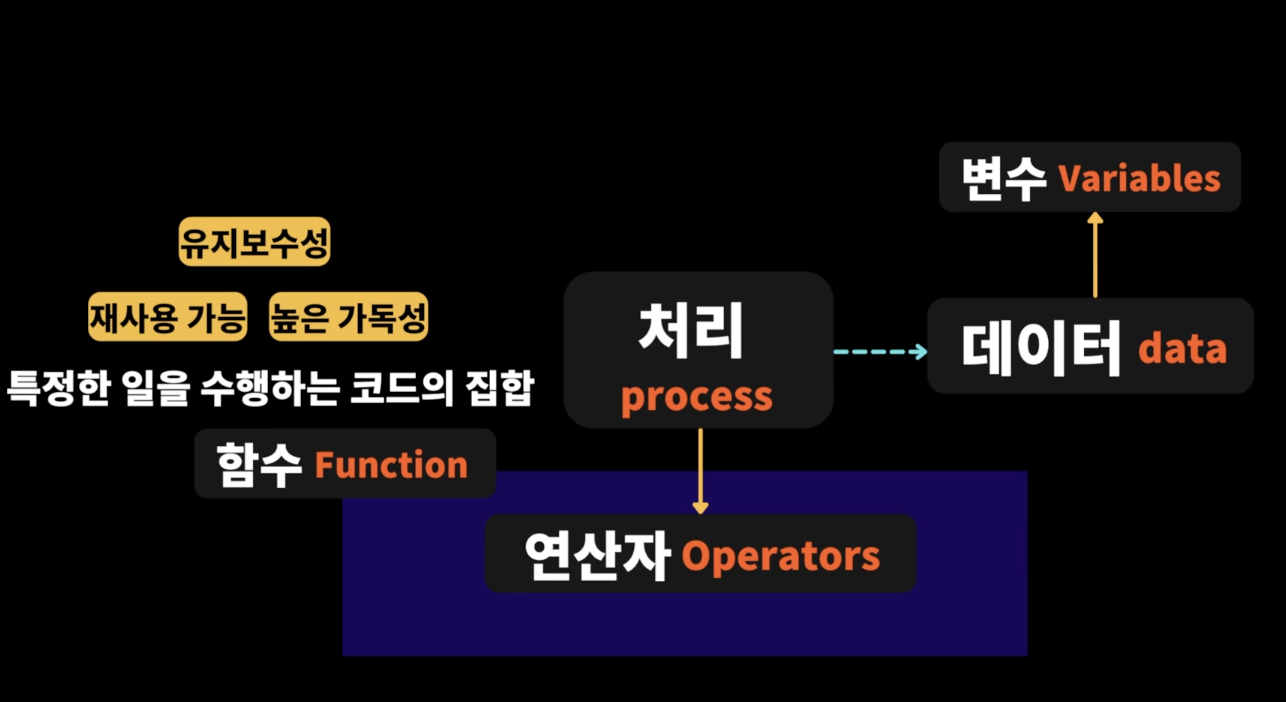 변수 Variables
유지보수성
재사용 가능
높은 가독성
처리
process
데이터 data
특정한 일을 수행하는 코드의 집합
함수 Function
연산자 Operators